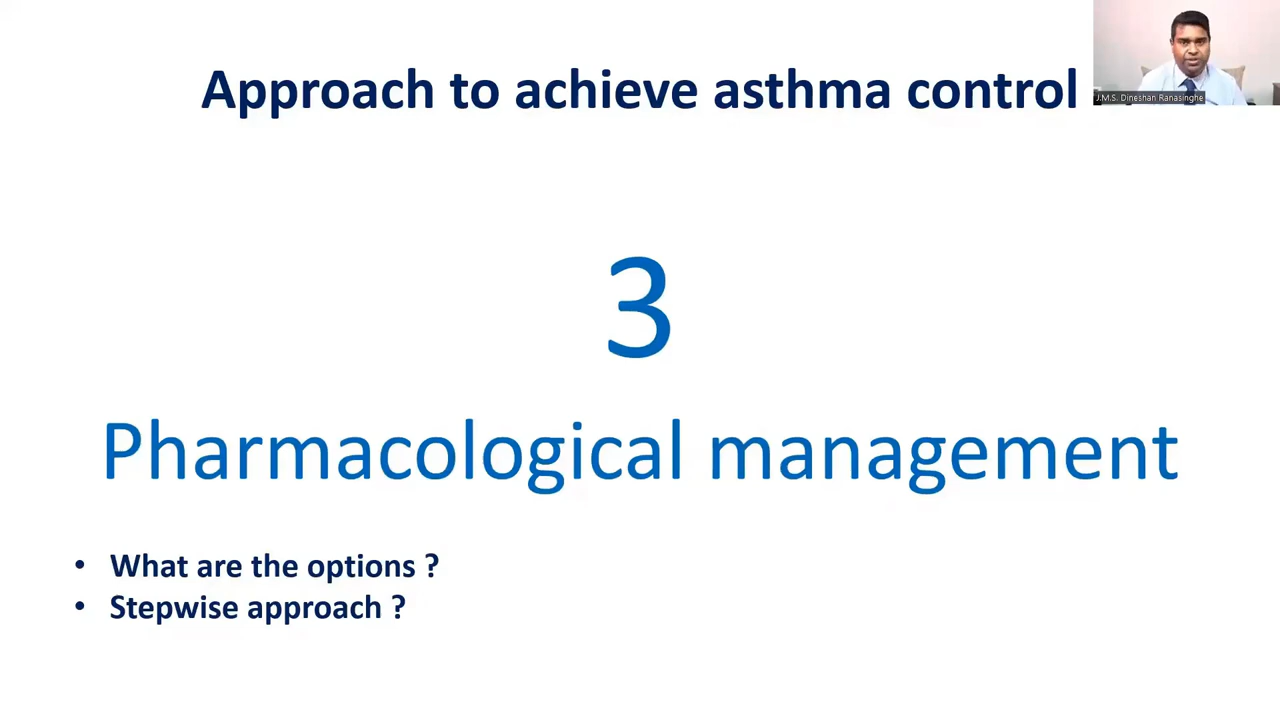 Approach to achieve asthma control
J.M.S. Dineshan Ranasinghe
3
Pharmacological management
• What are the options ?
• Stepwise approach ?